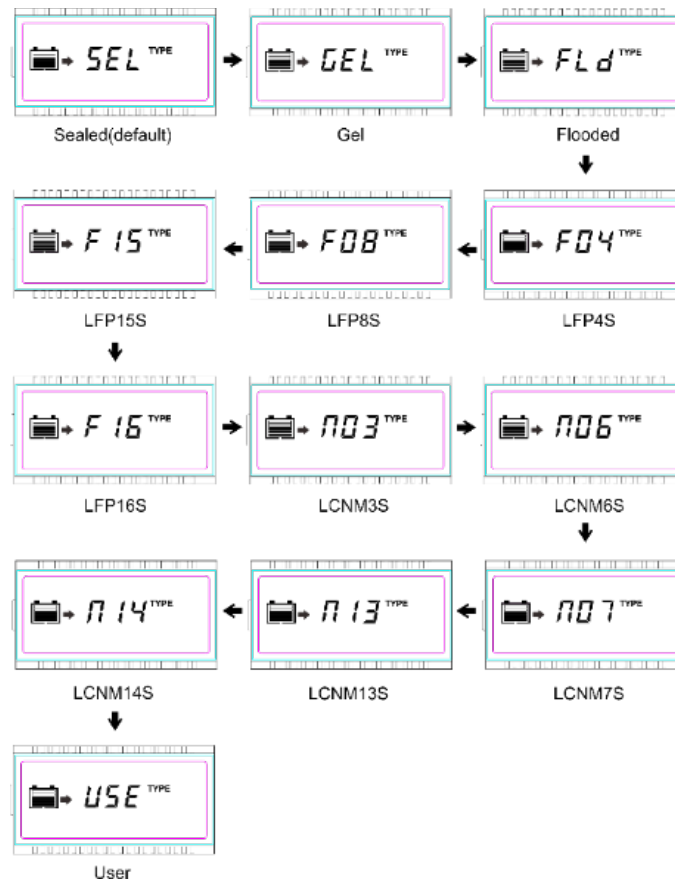 SEL TYPE
GEL TYPE
FLd TYPE
Sealed(default)
Gel
Flooded
F15 TYPE
F08 TYPE
F04 TYPE
LFP15S
LFP8S
LFP4S
F16 TYPE
N03 TYPE
N06 TYPE
LFP16S
LCNM3S
LCNM6S
N14 TYPE
N13 TYPE
N07 TYPE
LCNM14S
LCNM13S
LCNM7S
USE TYPE
User